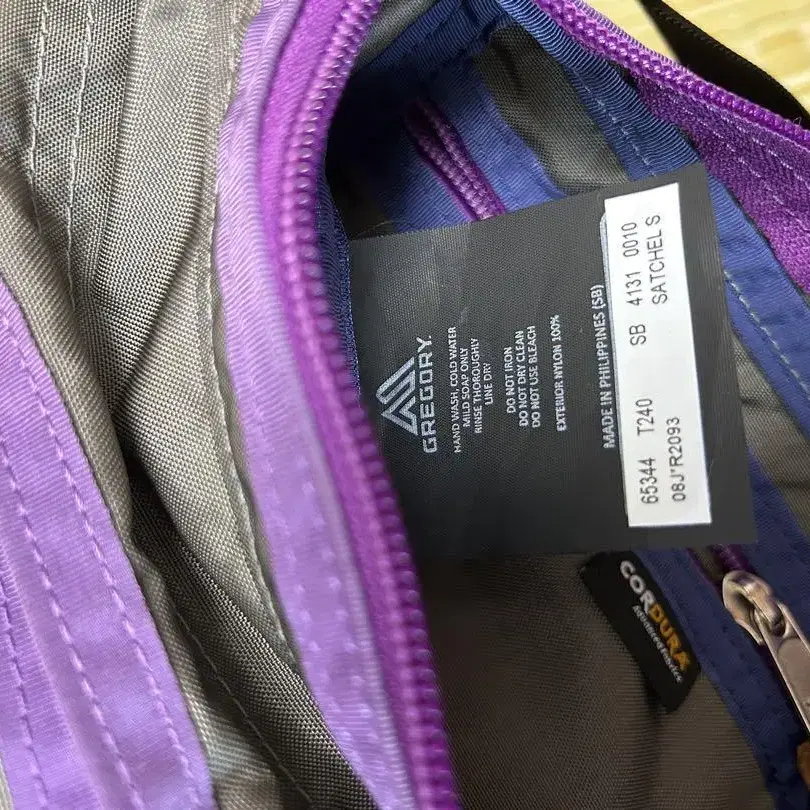 GREGORY.
HAND WASH, COLD WATER
MILD SOAP ONLY
RINSE THOROUGHLY
LINE DRY
DO NOT IRON
DO NOT DRY CLEAN
DO NOT USE BLEACH
EXTERIOR NYLON 100%
MADE IN PHILIPPINES (SB)
65344 T240 SB 4131 0010
08J"R2093 SATCHEL S
CORDURA